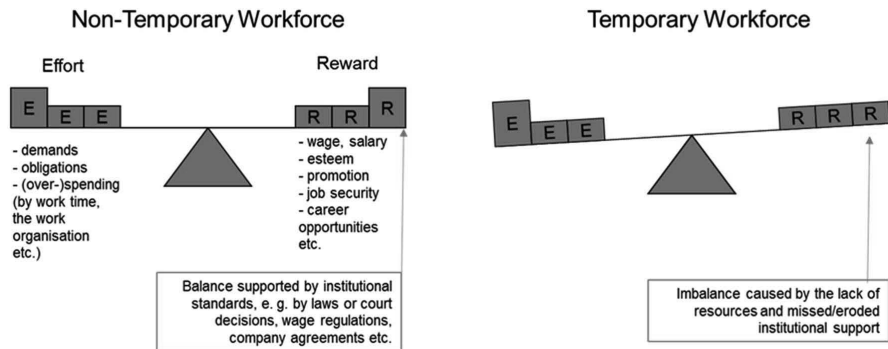 Non-Temporary Workforce
Effort
Reward
E
E
E
R
R
R
- demands
- obligations
- (over-)spending
(by work time,
the work
organisation
etc.)
- wage, salary
- esteem
- promotion
- job security
- career
opportunities
etc.
Balance supported by institutional
standards, e. g. by laws or court
decisions, wage regulations,
company agreements etc.
Temporary Workforce
E
E
E
R
R
R
Imbalance caused by the lack of
resources and missed/eroded
institutional support